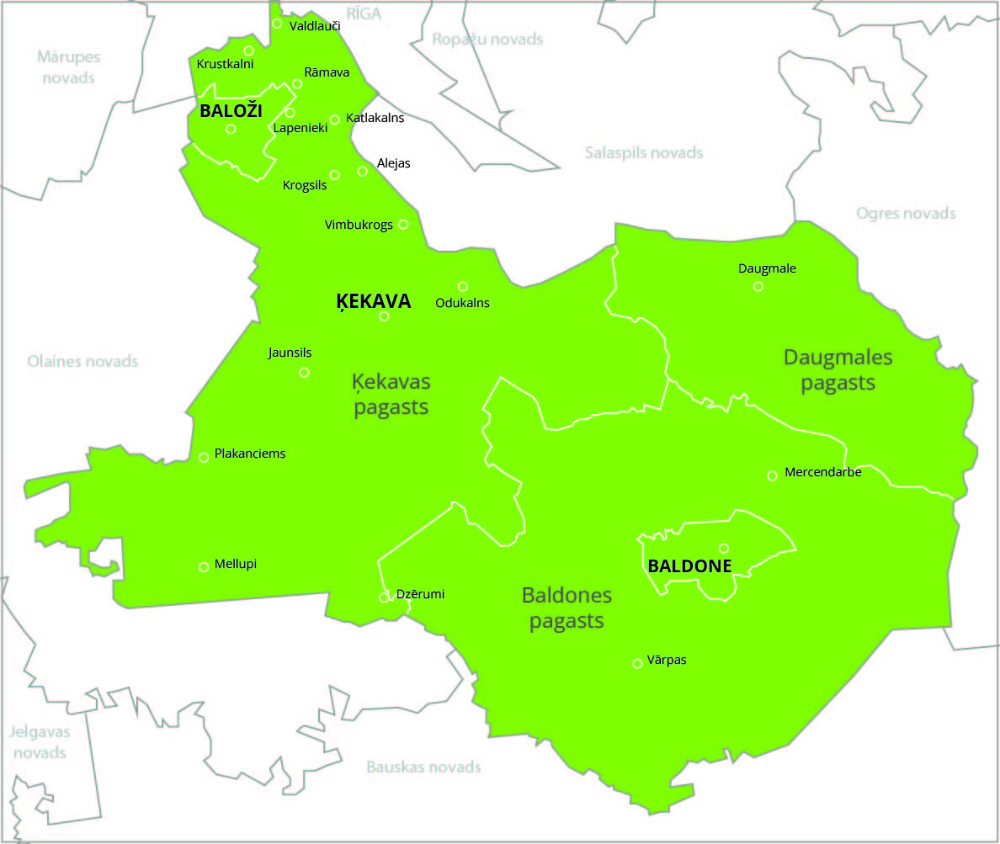 RĪGA
Valdlauči
Ropažu novads
Mārupes
novads
Krustkalni
Rāmava
BALOŽI
Katlakalns
Lapenieki
Salaspils novads
Alejas
Krogsils
Ogres novads
Vimbukrogs
Daugmale
ĶEKAVA
Odukalns
Jaunsils
Olaines novads
Daugmales
pagasts
Ķekavas
pagasts
Plakanciems
Mercendarbe
Mellupi
BALDONE
Dzērumi
Baldones
pagasts
Vārpas
Jelgavas
novads
Bauskas novads